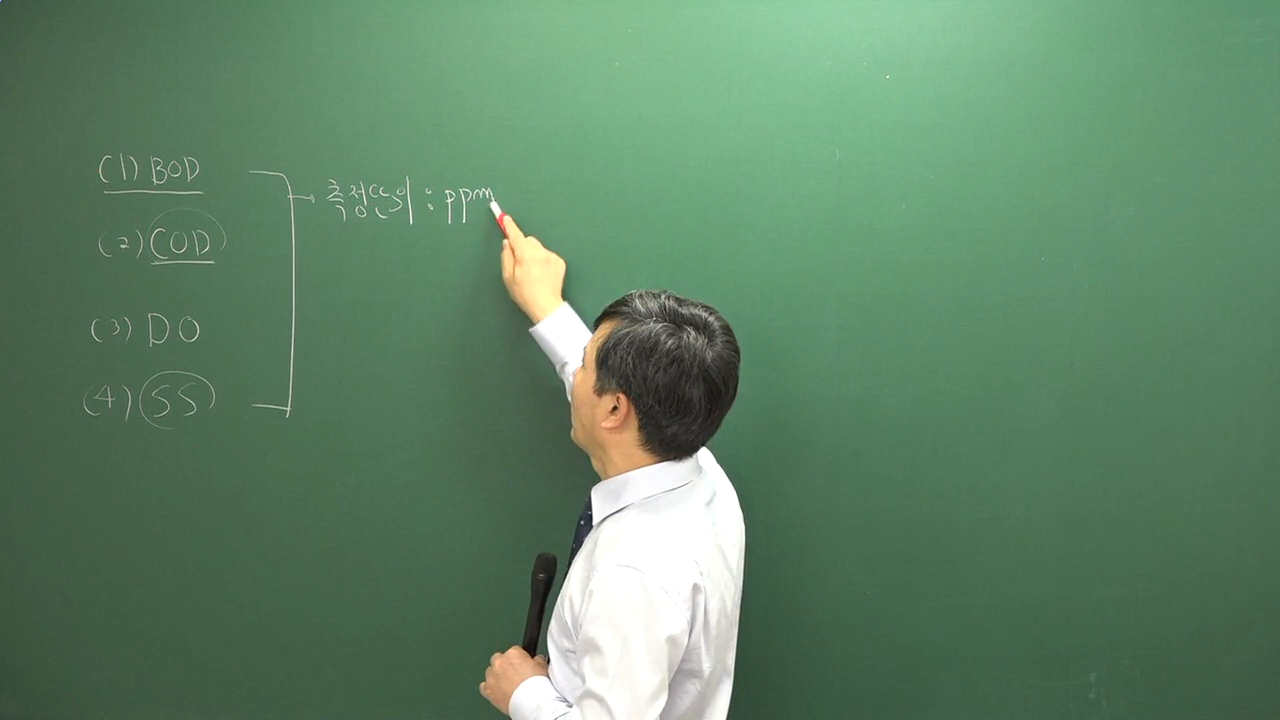 (1) BOD
→ 측정단위 : ppm
(2) COD
(3) DO
(4) SS